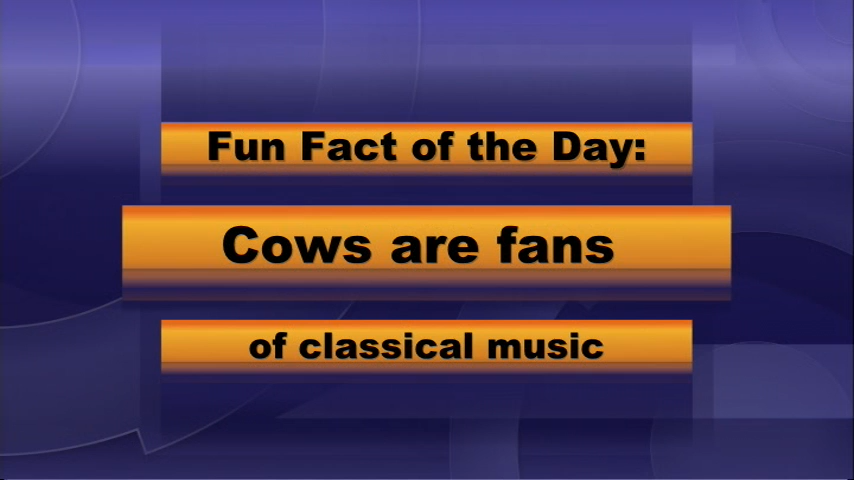 Fun Fact of the Day:
Cows are fans
of classical music